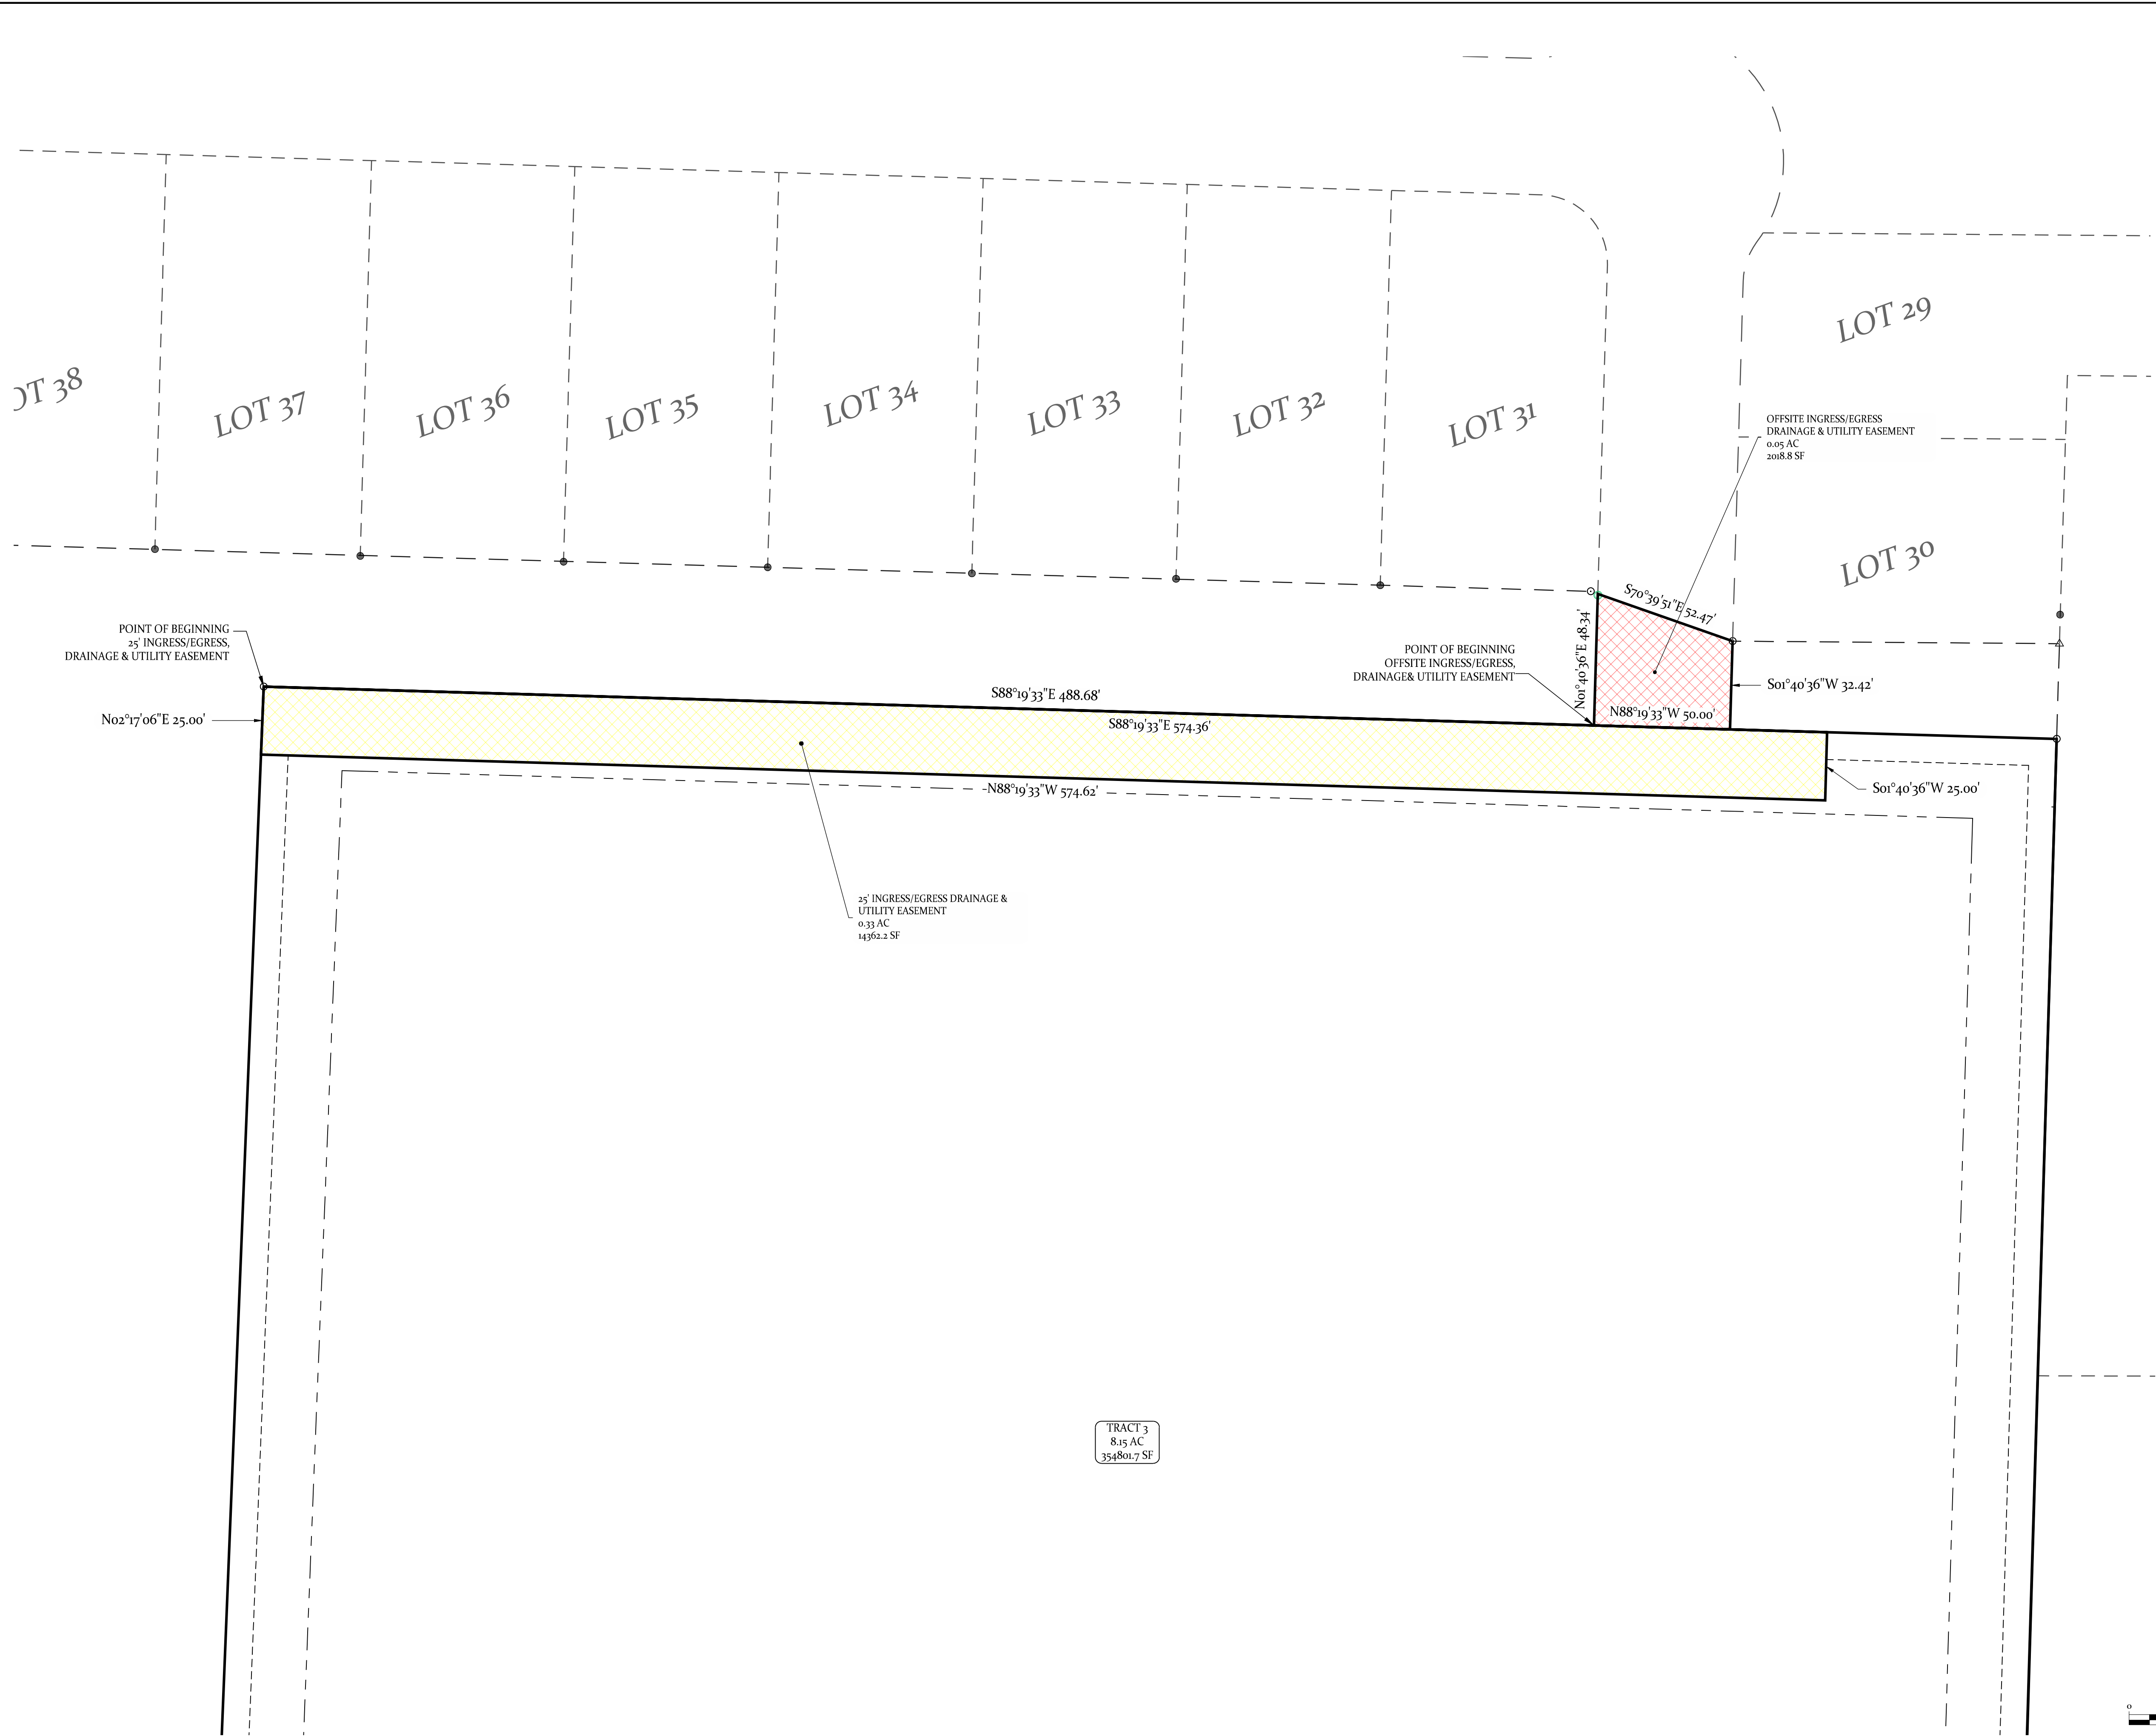 LOT 29
OT 38
LOT 37
LOT 36
LOT 35
LOT 34
LOT 33
LOT 32
LOT 31
OFFSITE INGRESS/EGRESS
DRAINAGE & UTILITY EASEMENT
0.05 AC
2018.8 SF
LOT 30
S70°39'51"E 52.47'
POINT OF BEGINNING
25' INGRESS/EGRESS,
DRAINAGE & UTILITY EASEMENT
N01°40'36"E 48.34'
POINT OF BEGINNING
OFFSITE INGRESS/EGRESS,
DRAINAGE& UTILITY EASEMENT
S01°40'36"W 32.42'
N02°17'06"E 25.00'
S88°19'33"E 488.68'
N88°19'33"W 50.00'
S88°19'33"E 574.36'
N88°19'33"W 574.62'
S01°40'36"W 25.00'
25' INGRESS/EGRESS DRAINAGE &
UTILITY EASEMENT
0.33 AC
14362.2 SF
TRACT 3
8.15 AC
354801.7 SF
0